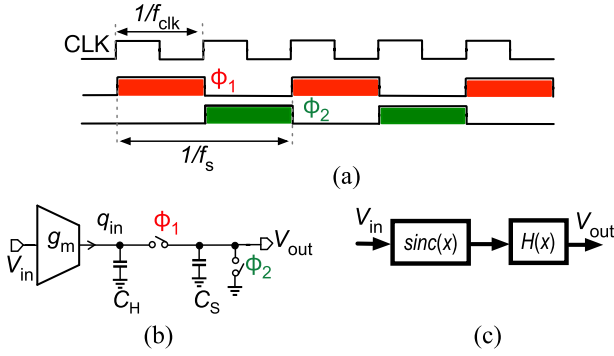 1/fclk
CLK
Φ1
Φ2
1/fs
(a)
gm
qin
Φ1
Vout
Vin
Φ2
CH
CS
(b)
Vin
sinc(x)
H(x)
Vout
(c)